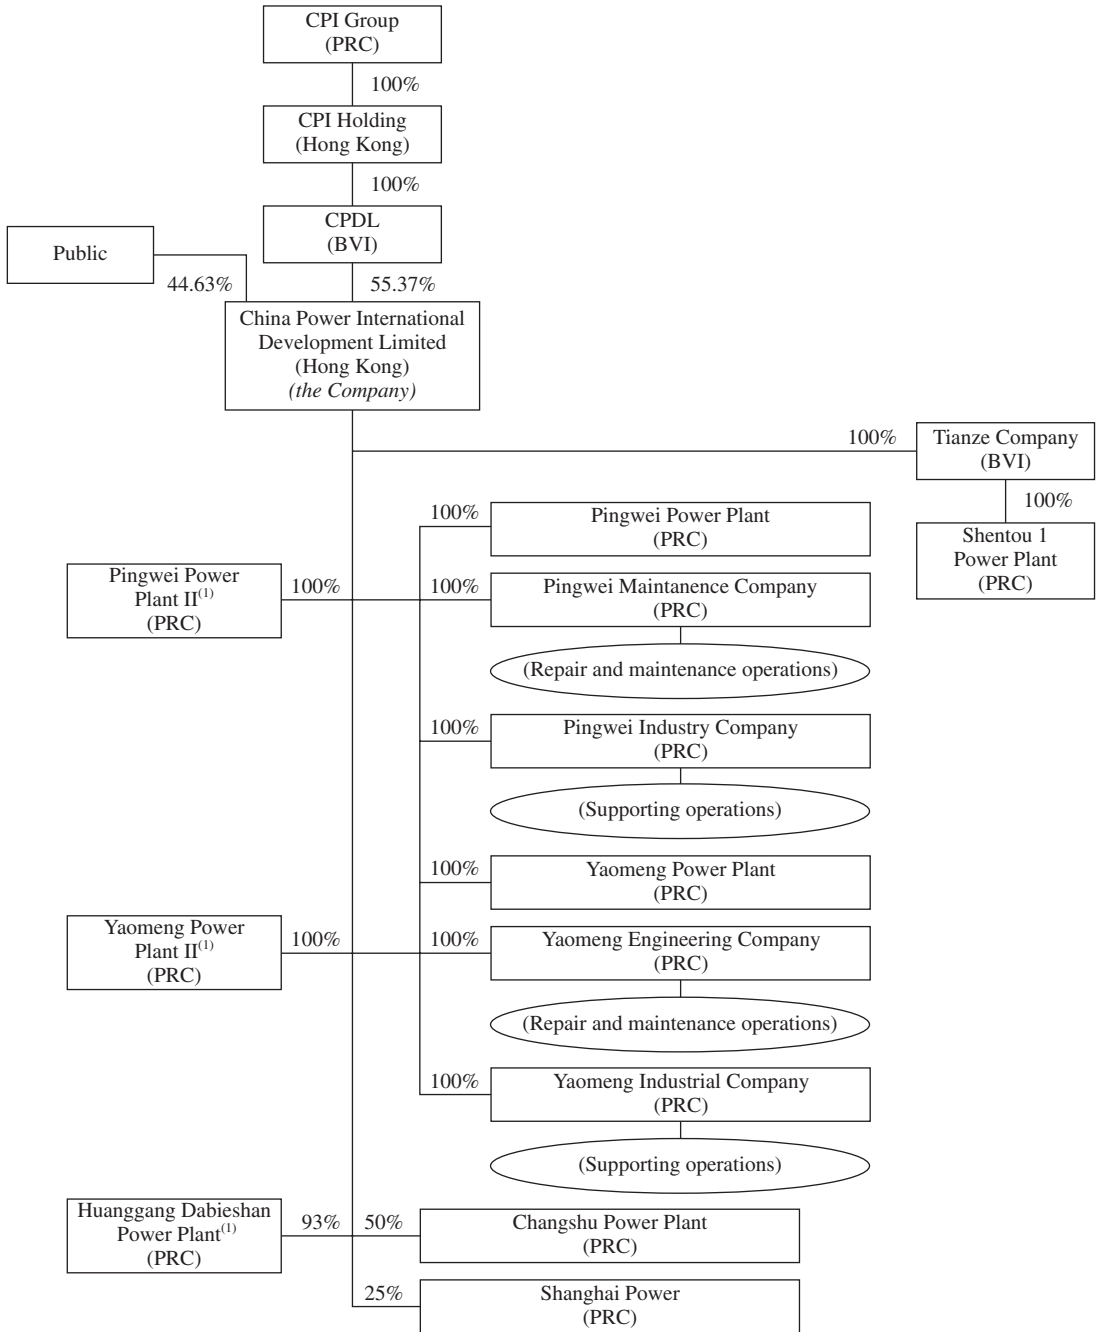 CPI Group
(PRC)
100%
CPI Holding
(Hong Kong)
100%
CPDL
(BVI)
Public
44.63%
55.37%
China Power International
Development Limited
(Hong Kong)
(the Company)
100%
Tianze Company
(BVI)
100%
Shentou 1
Power Plant
(PRC)
100%
Pingwei Power Plant
(PRC)
Pingwei Power
Plant II(1)
(PRC)
100%
100%
Pingwei Maintanence Company
(PRC)
(Repair and maintenance operations)
100%
Pingwei Industry Company
(PRC)
(Supporting operations)
100%
Yaomeng Power Plant
(PRC)
Yaomeng Power
Plant II(1)
(PRC)
100%
100%
Yaomeng Engineering Company
(PRC)
(Repair and maintenance operations)
100%
Yaomeng Industrial Company
(PRC)
(Supporting operations)
Huanggang Dabieshan
Power Plant(1)
(PRC)
93%
50%
Changshu Power Plant
(PRC)
25%
Shanghai Power
(PRC)